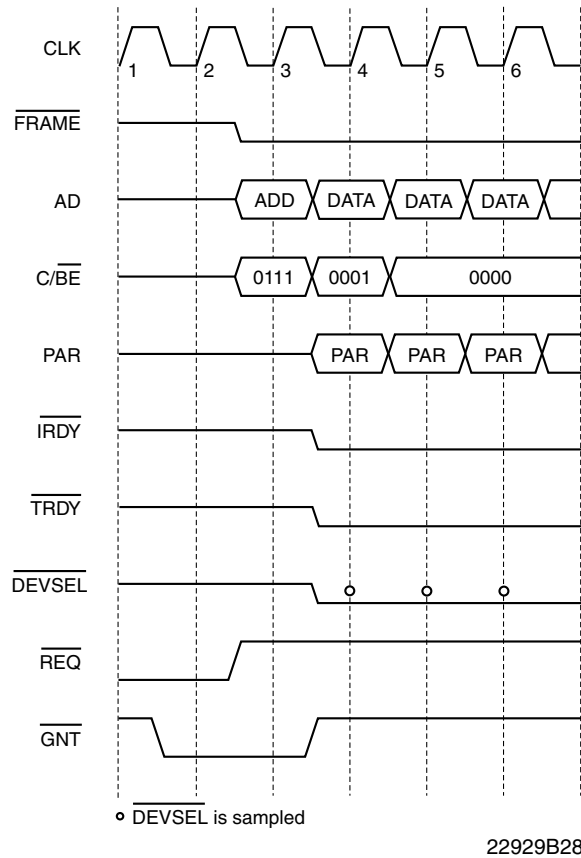 CLK
1 2 3 4 5 6
FRAME
AD ADD DATA DATA DATA
C/BE 0111 0001 0000
PAR PAR PAR PAR
IRDY
TRDY
DEVSEL
REQ
GNT
DEVSEL is sampled
22929B28